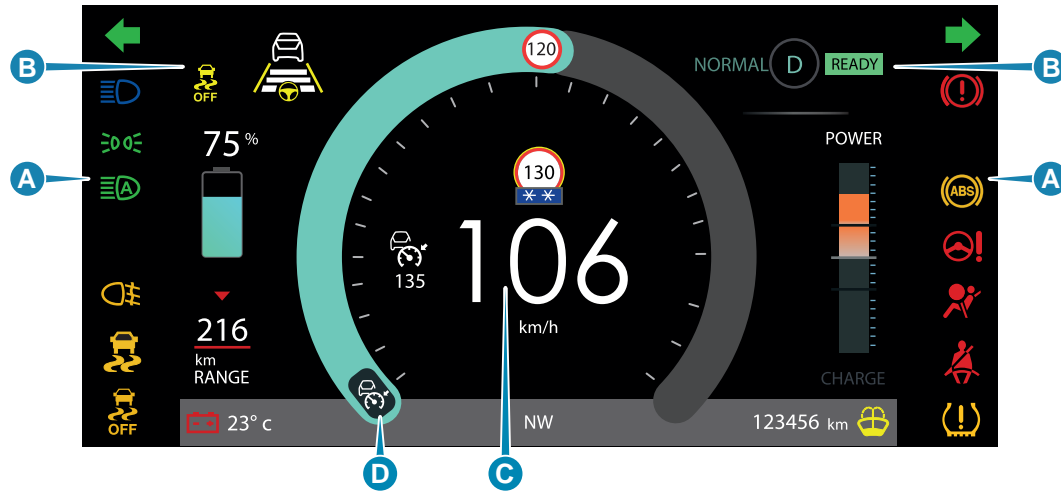 B
OFF
120
NORMAL D READY
B
75%
POWER
A
A
130
A
ABS
135
106
km/h
216
km
RANGE
CHARGE
OFF
23° c
NW
123456 km
D
C